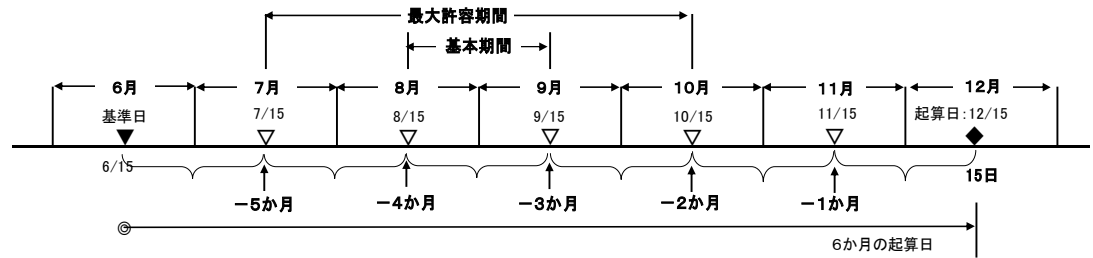 最大許容期間
基本期間
6月 7月 8月 9月 10月 11月 12月
基準日 7/15 8/15 9/15 10/15 11/15 起算日:12/15
6/15 15日
－5か月 －4か月 －3か月 －2か月 －1か月
6か月の起算日